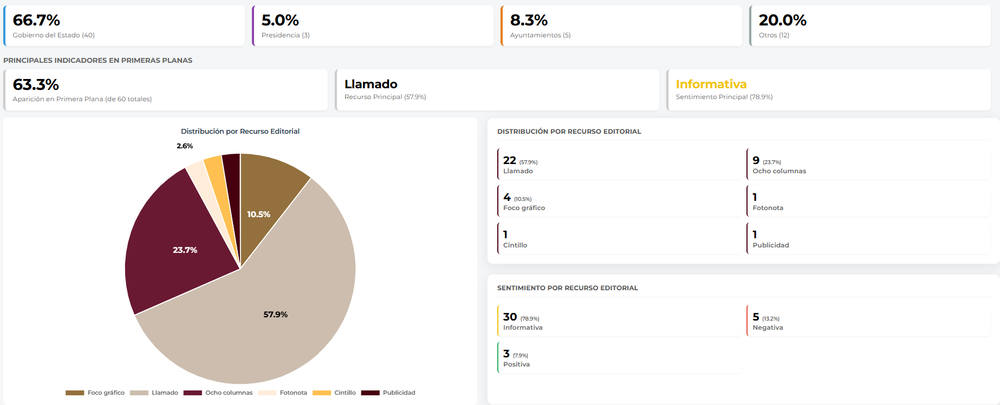 66.7%
Gobierno del Estado (40)
5.0%
Presidencia (3)
8.3%
Ayuntamientos (5)
20.0%
Otros (12)
PRINCIPALES INDICADORES EN PRIMERAS PLANAS
63.3%
Aparición en Primera Plana (de 60 totales)
Llamado
Recurso Principal (57.9%)
Informativa
Sentimiento Principal (78.9%)
Distribución por Recurso Editorial
2.6%
10.5%
23.7%
57.9%
Foco gráfico Llamado Ocho columnas Fotonota Cintillo Publicidad
DISTRIBUCIÓN POR RECURSO EDITORIAL
22 (57.9%)
Llamado
9 (23.7%)
Ocho columnas
4 (10.5%)
Foco gráfico
1
Fotonota
1
Cintillo
1
Publicidad
SENTIMIENTO POR RECURSO EDITORIAL
30 (78.9%)
Informativa
5 (13.2%)
Negativa
3 (7.9%)
Positiva